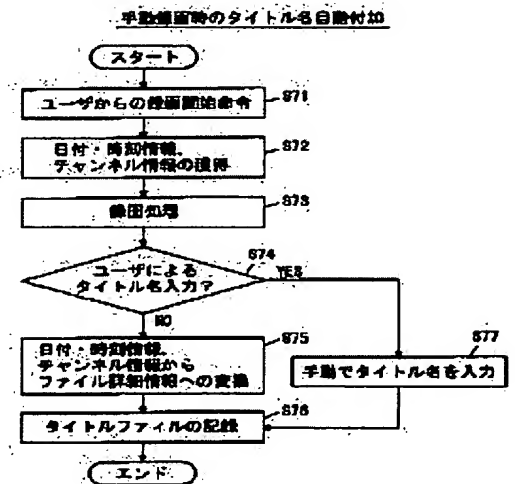 手動録画時のタイトル名自動付加
スタート
ユーザからの録画開始命令
S71
日付・時刻情報、
チャンネル情報の獲得
S72
録画処理
S73
ユーザによる
タイトル名入力？
S74
YES
NO
日付・時刻情報、
チャンネル情報から
ファイル詳細情報への変換
S75
手動でタイトル名を入力
S77
タイトルファイルの記録
S76
エンド